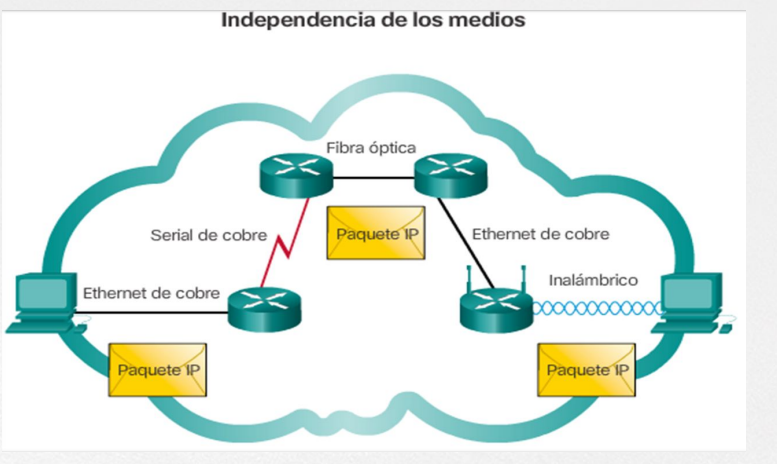 Independencia de los medios
Fibra óptica
Serial de cobre
Paquete IP
Ethernet de cobre
Ethernet de cobre
Inalámbrico
Paquete IP
Paquete IP